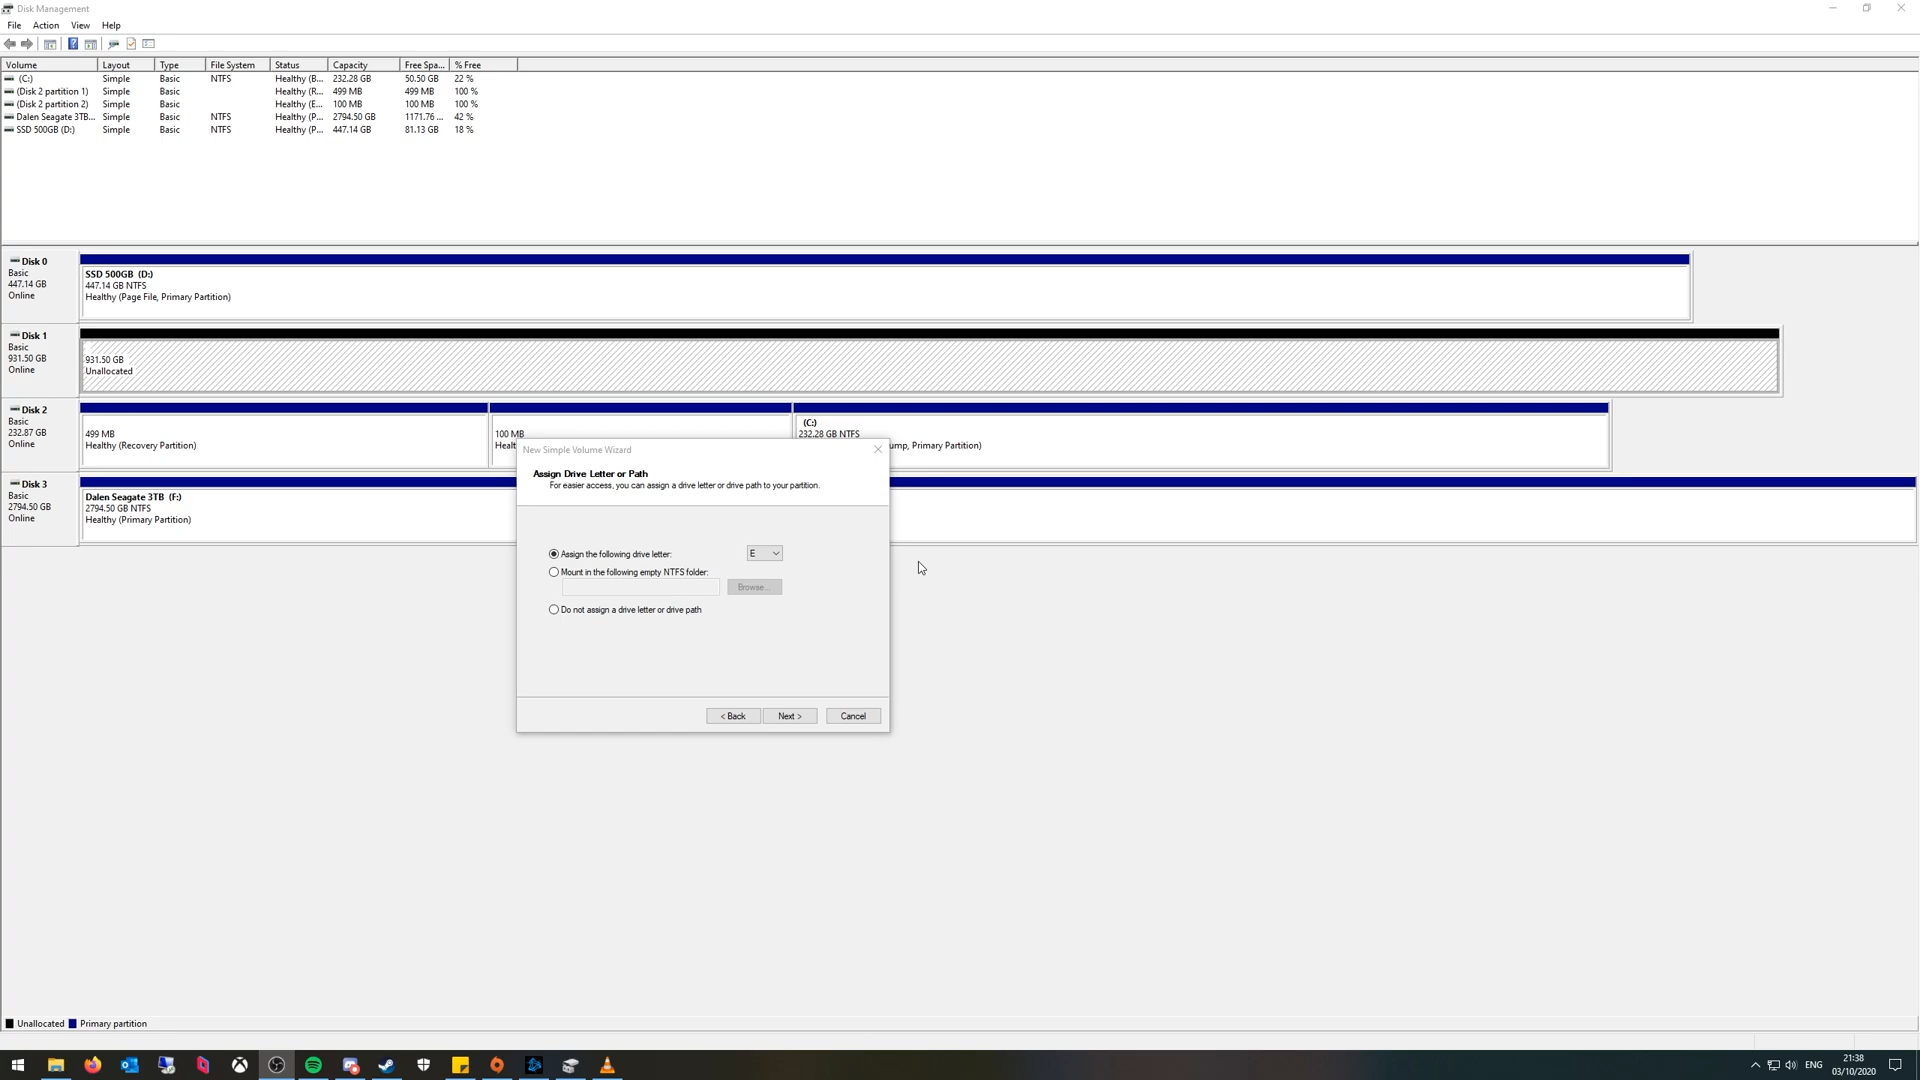 Disk Management
File Action View Help
Volume Layout Type File System Status Capacity Free Spa... % Free
(C:) Simple Basic NTFS Healthy (B... 232.28 GB 50.50 GB 22 %
(Disk 2 partition 1) Simple Basic Healthy (R... 499 MB 499 MB 100 %
(Disk 2 partition 2) Simple Basic Healthy (E... 100 MB 100 MB 100 %
Dalen Seagate 3TB... Simple Basic NTFS Healthy (P... 2794.50 GB 1171.76 ... 42 %
SSD 500GB (D:) Simple Basic NTFS Healthy (P... 447.14 GB 81.13 GB 18 %
Disk 0
Basic
447.14 GB
Online
SSD 500GB (D:)
447.14 GB NTFS
Healthy (Page File, Primary Partition)
Disk 1
Basic
931.50 GB
Online
931.50 GB
Unallocated
Disk 2
Basic
232.87 GB
Online
499 MB
Healthy (Recovery Partition)
100 MB
Healt
(C:)
232.28 GB NTFS
ump, Primary Partition)
Disk 3
Basic
2794.50 GB
Online
Dalen Seagate 3TB (F:)
2794.50 GB NTFS
Healthy (Primary Partition)
New Simple Volume Wizard
Assign Drive Letter or Path
For easier access, you can assign a drive letter or drive path to your partition.
Assign the following drive letter: E
Mount in the following empty NTFS folder:
Browse...
Do not assign a drive letter or drive path
< Back Next > Cancel
Unallocated Primary partition
ENG
21:38
03/10/2020